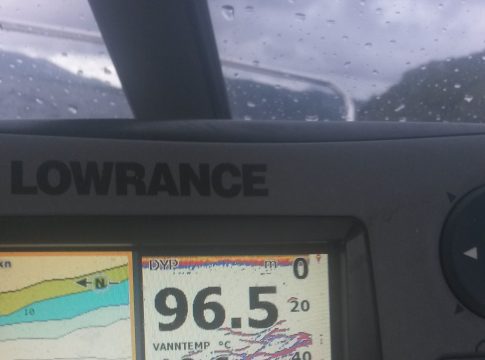 LOWRANCE
kn
N
10
DYP m 0
96.5 20
VANNTEMP °C
40